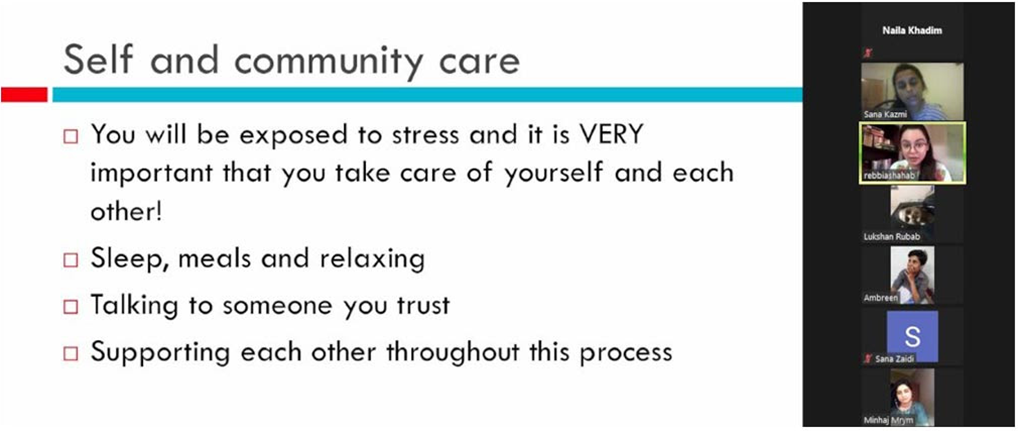 Self and community care
You will be exposed to stress and it is VERY
important that you take care of yourself and each
other!
Sleep, meals and relaxing
Talking to someone you trust
Supporting each other throughout this process
Naila Khadim
Sana Kazmi
rebbiashahab
Lukshan Rubab
Ambreen
S
Sana Zaidi
Minhaj Mrym